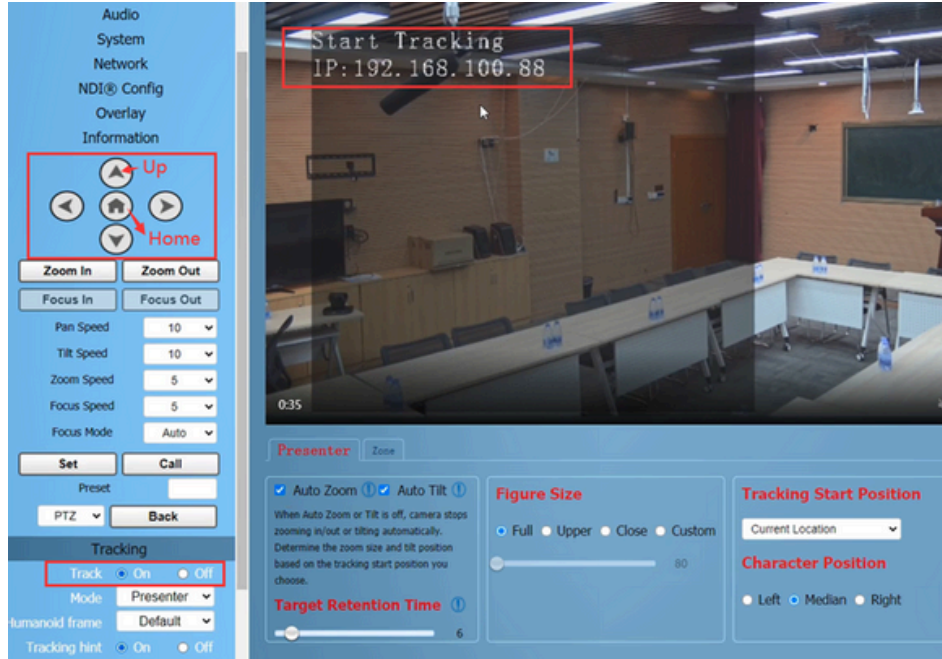 Audio
System
Network
NDI® Config
Overlay
Information
Up
Home
Zoom In Zoom Out
Focus In Focus Out
Pan Speed 10
Tilt Speed 10
Zoom Speed 5
Focus Speed 5
Focus Mode Auto
Set Call
Preset
PTZ Back
Tracking
Track On Off
Mode Presenter
Humanoid frame Default
Tracking hint On Off
Start Tracking
IP:192.168.100.88
0:35
Presenter Zone
Auto Zoom Auto Tilt
When Auto Zoom or Tilt is off, camera stops
zooming in/out or tilting automatically.
Determine the zoom size and tilt position
based on the tracking start position you
choose.
Target Retention Time
6
Figure Size
Full Upper Close Custom
80
Tracking Start Position
Current Location
Character Position
Left Median Right